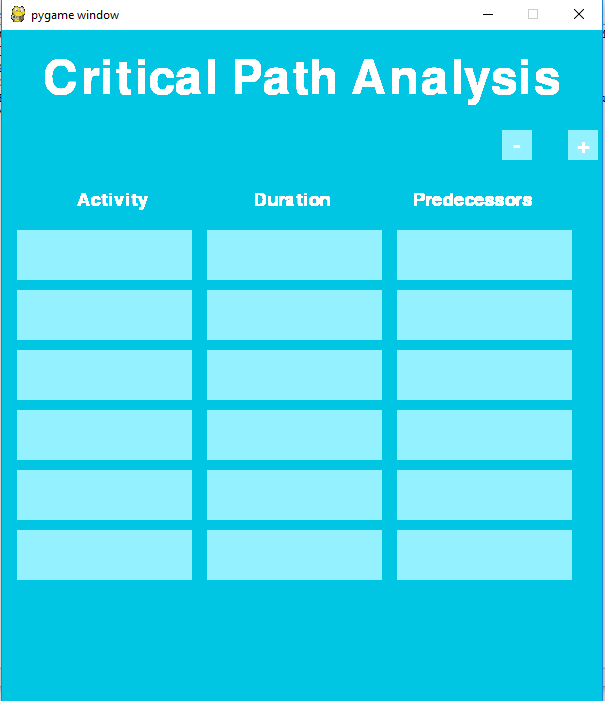 pygame window
Critical Path Analysis
- +
Activity Duration Predecessors